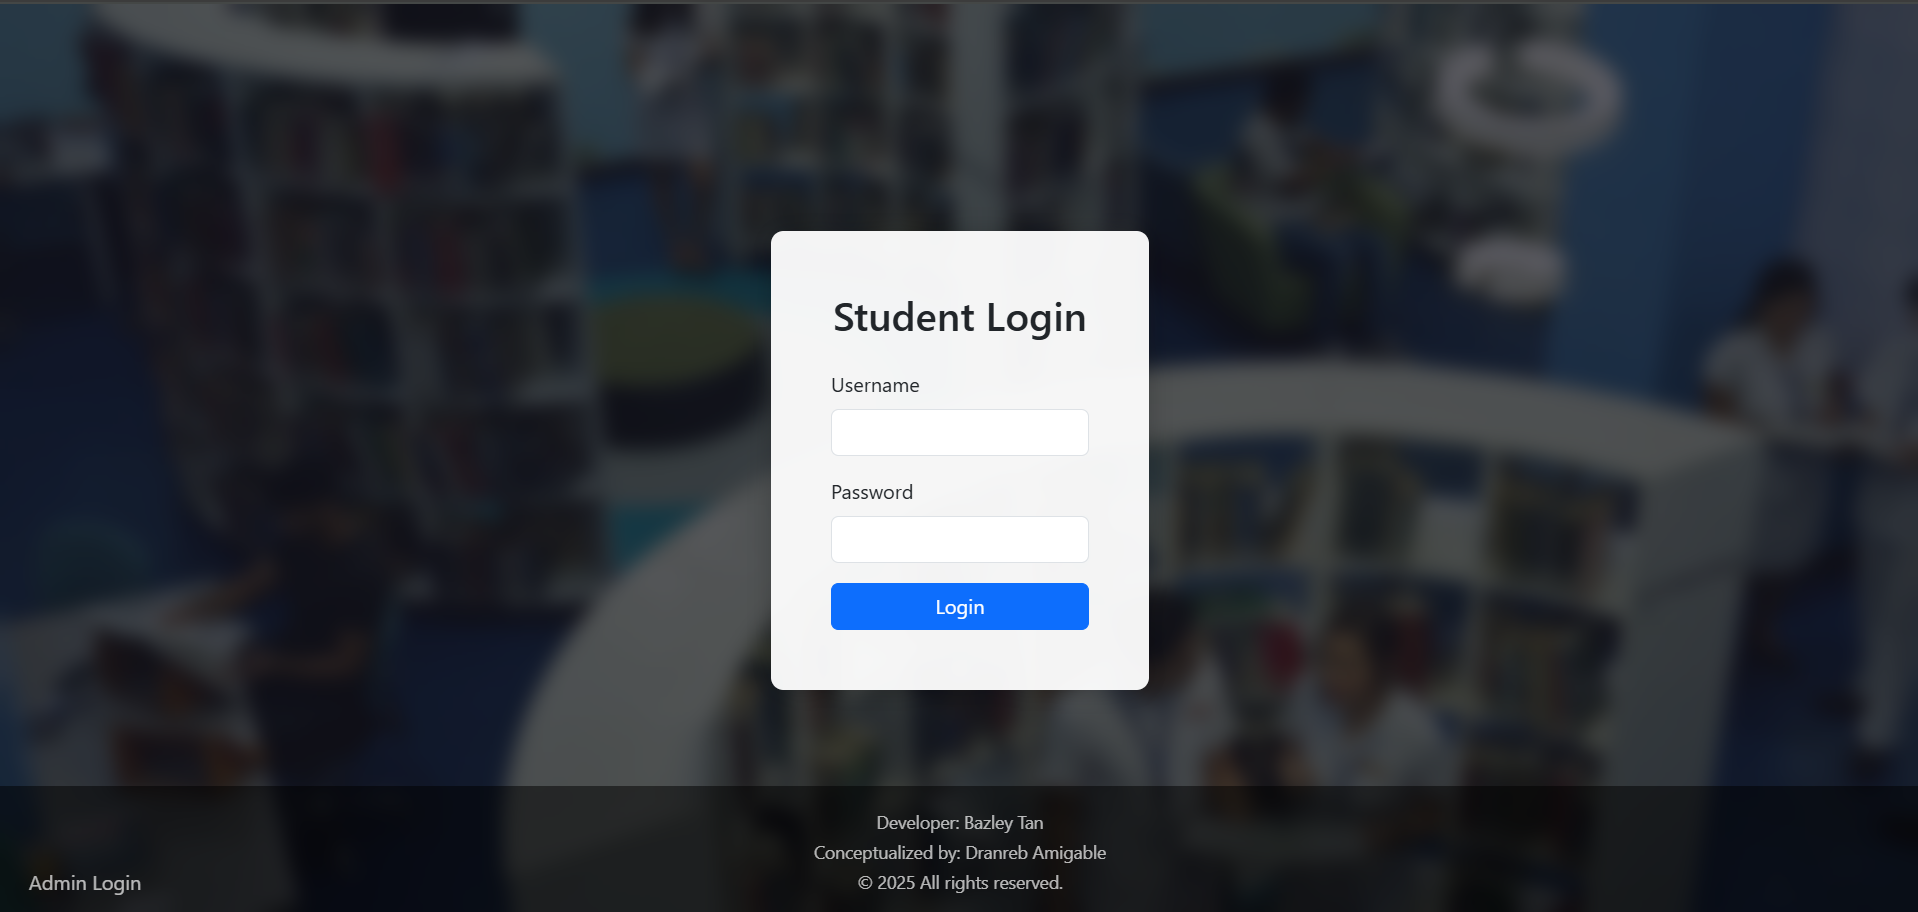 Student Login
Username
Password
Login
Developer: Bazley Tan
Conceptualized by: Dranreb Amigable
© 2025 All rights reserved.
Admin Login